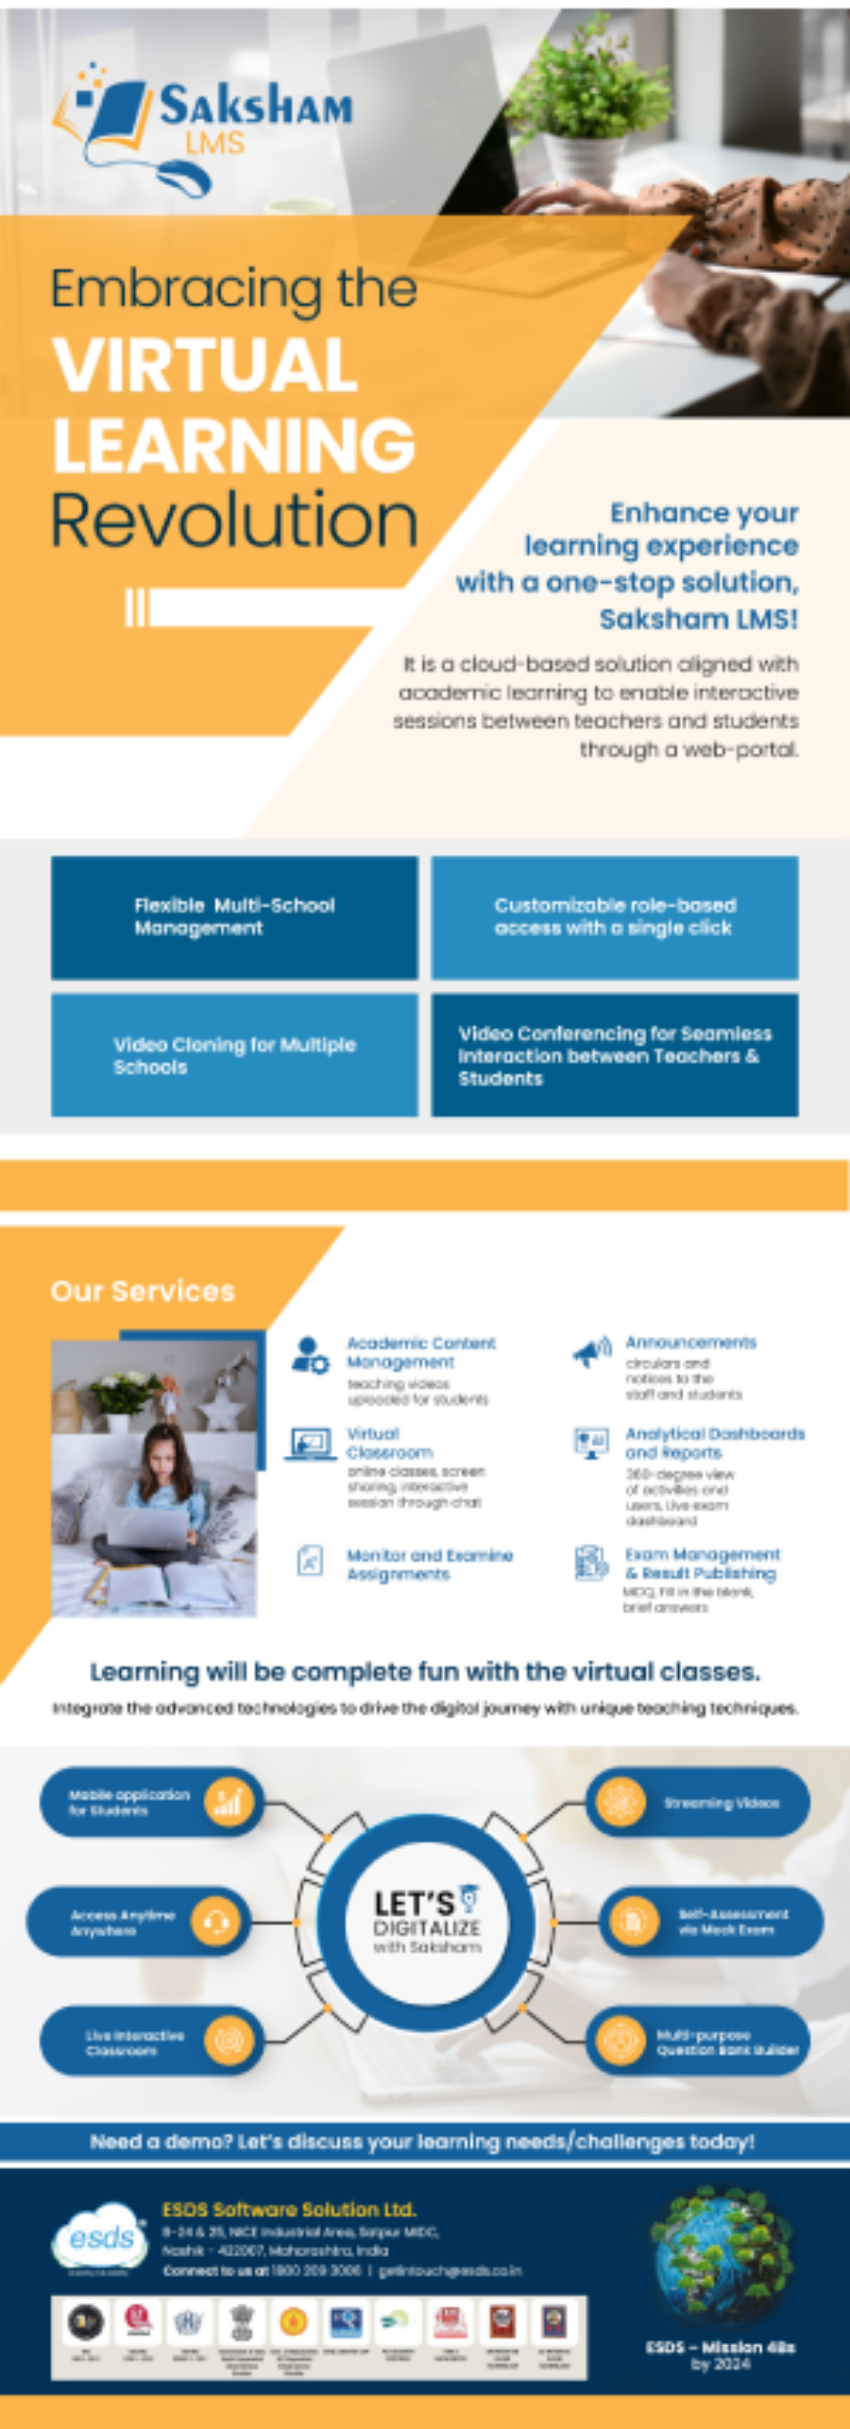 Saksham
LMS
Embracing the
VIRTUAL
LEARNING
Revolution
Enhance your
learning experience
with a one-stop solution,
Saksham LMS!
It is a cloud-based solution aligned with
academic learning to enable interactive
sessions between teachers and students
through a web-portal.
Flexible Multi-School
Management
Customizable role-based
access with a single click
Video Cloning for Multiple
Schools
Video Conferencing for Seamless
Interaction between Teachers &
Students
Our Services
Academic Content
Management
teaching videos
uploaded for students
Announcements
circulars and
notices to the
staff and students
Virtual
Classroom
online classes, screen
sharing, interactive
session through chat
Analytical Dashboards
and Reports
360-degree view
of activities and
users, Live exam
dashboard
Monitor and Examine
Assignments
Exam Management
& Result Publishing
MCQ, Fill in the blank,
brief answers
Learning will be complete fun with the virtual classes.
Integrate the advanced technologies to drive the digital journey with unique teaching techniques.
Mobile application
for Students
Streaming Videos
Access Anytime
Anywhere
LET'S
DIGITALIZE
with Saksham
Self-Assessment
via Mock Exam
Live Interactive
Classroom
Multi-purpose
Question Bank Builder
Need a demo? Let's discuss your learning needs/challenges today!
esds
ESDS Software Solution Ltd.
B-24 & 25, NICE Industrial Area, Satpur MIDC,
Nashik - 422007, Maharashtra, India
Connect to us at 1800 209 3006 | getintouch@esds.co.in
ESDS - Mission 4Bs
by 2024